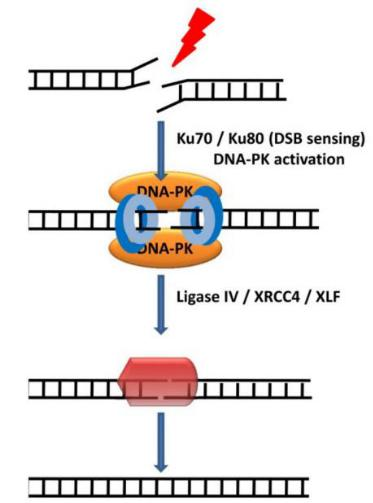 Ku70 / Ku80 (DSB sensing)
DNA-PK activation
DNA-PK
DNA-PK
Ligase IV / XRCC4 / XLF